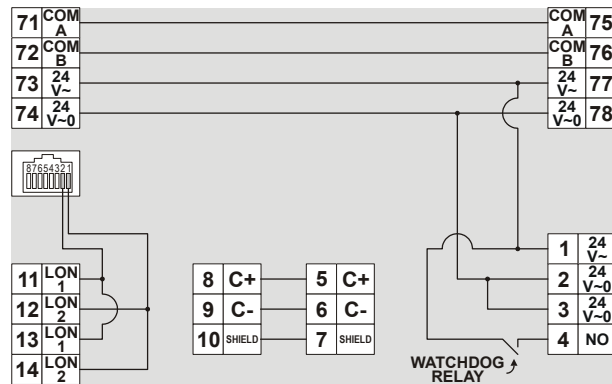 71 COM A
COM A 75
72 COM B
COM B 76
73 24 V~
24 V~ 77
74 24 V~0
24 V~0 78
87654321
1 24 V~
11 LON 1
8 C+
5 C+
2 24 V~0
12 LON 2
9 C-
6 C-
3 24 V~0
13 LON 1
10 SHIELD
7 SHIELD
4 NO
14 LON 2
WATCHDOG
RELAY